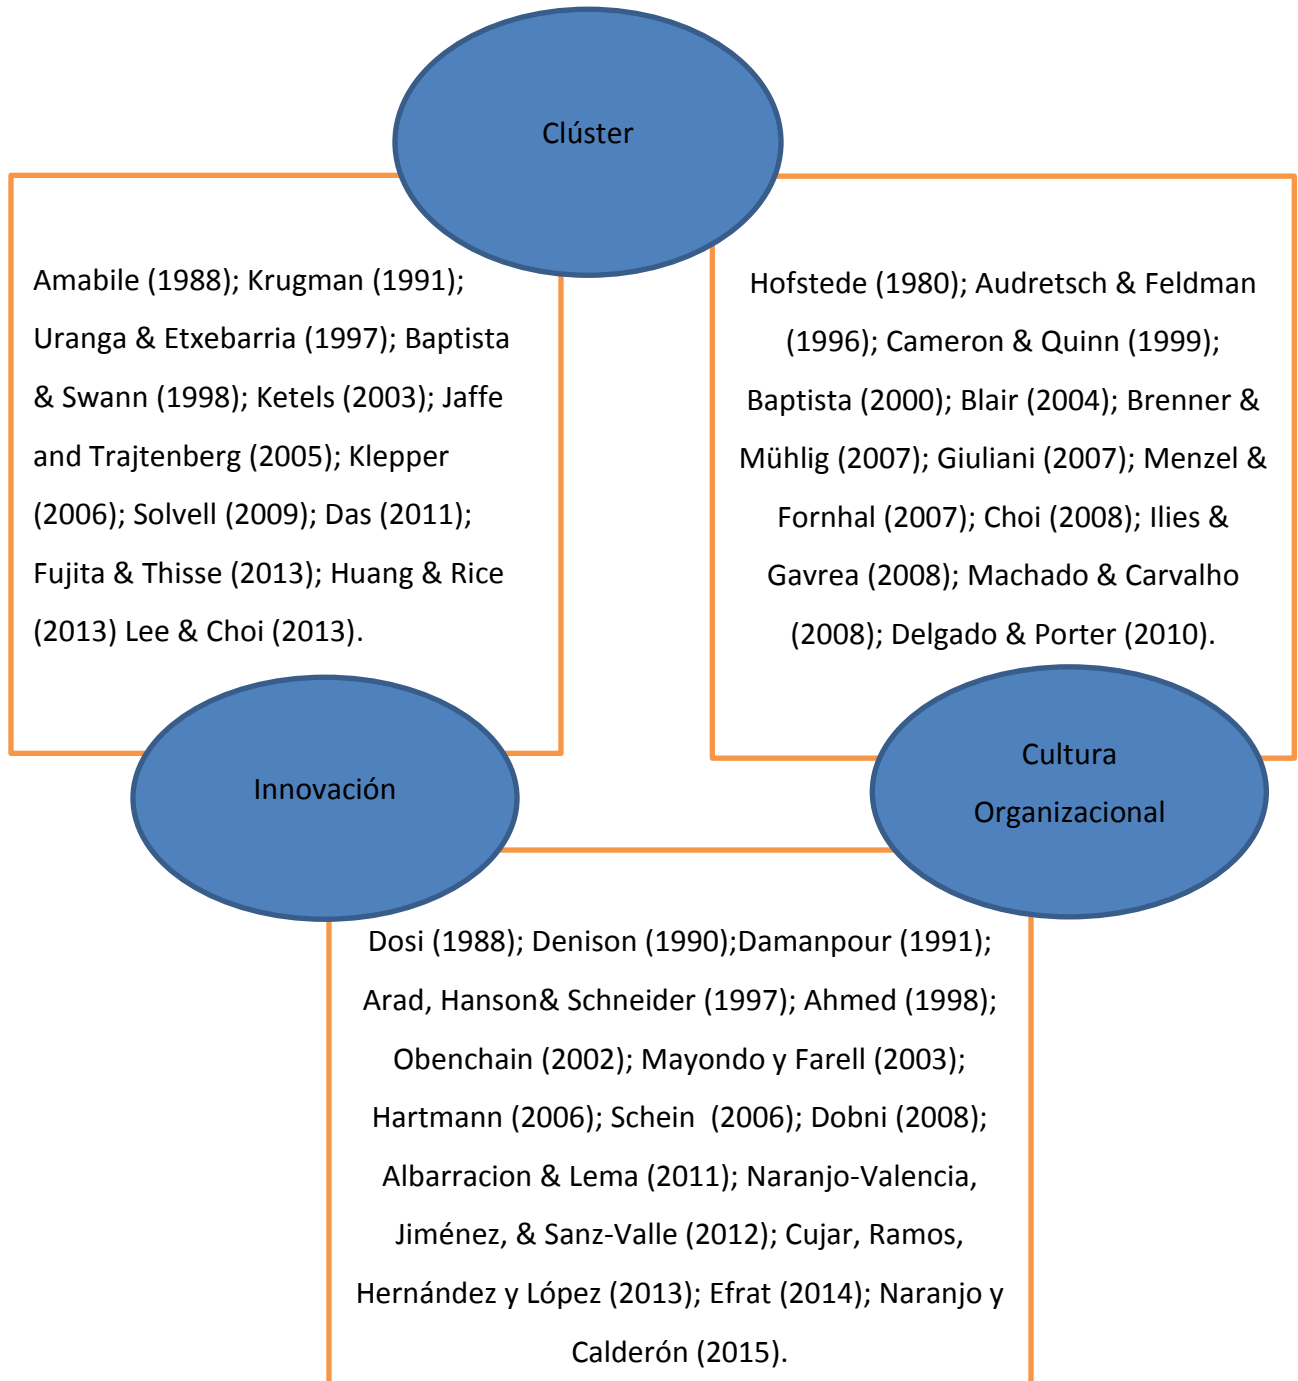 Clúster
Amabile (1988); Krugman (1991);
Uranga & Etxebarria (1997); Baptista
& Swann (1998); Ketels (2003); Jaffe
and Trajtenberg (2005); Klepper
(2006); Solvell (2009); Das (2011);
Fujita & Thisse (2013); Huang & Rice
(2013) Lee & Choi (2013).
Hofstede (1980); Audretsch & Feldman
(1996); Cameron & Quinn (1999);
Baptista (2000); Blair (2004); Brenner &
Mühlig (2007); Giuliani (2007); Menzel &
Fornhal (2007); Choi (2008); Ilies &
Gavrea (2008); Machado & Carvalho
(2008); Delgado & Porter (2010).
Innovación
Cultura
Organizacional
Dosi (1988); Denison (1990);Damanpour (1991);
Arad, Hanson& Schneider (1997); Ahmed (1998);
Obenchain (2002); Mayondo y Farell (2003);
Hartmann (2006); Schein  (2006); Dobni (2008);
Albarracion & Lema (2011); Naranjo-Valencia,
Jiménez, & Sanz-Valle (2012); Cujar, Ramos,
Hernández y López (2013); Efrat (2014); Naranjo y
Calderón (2015).